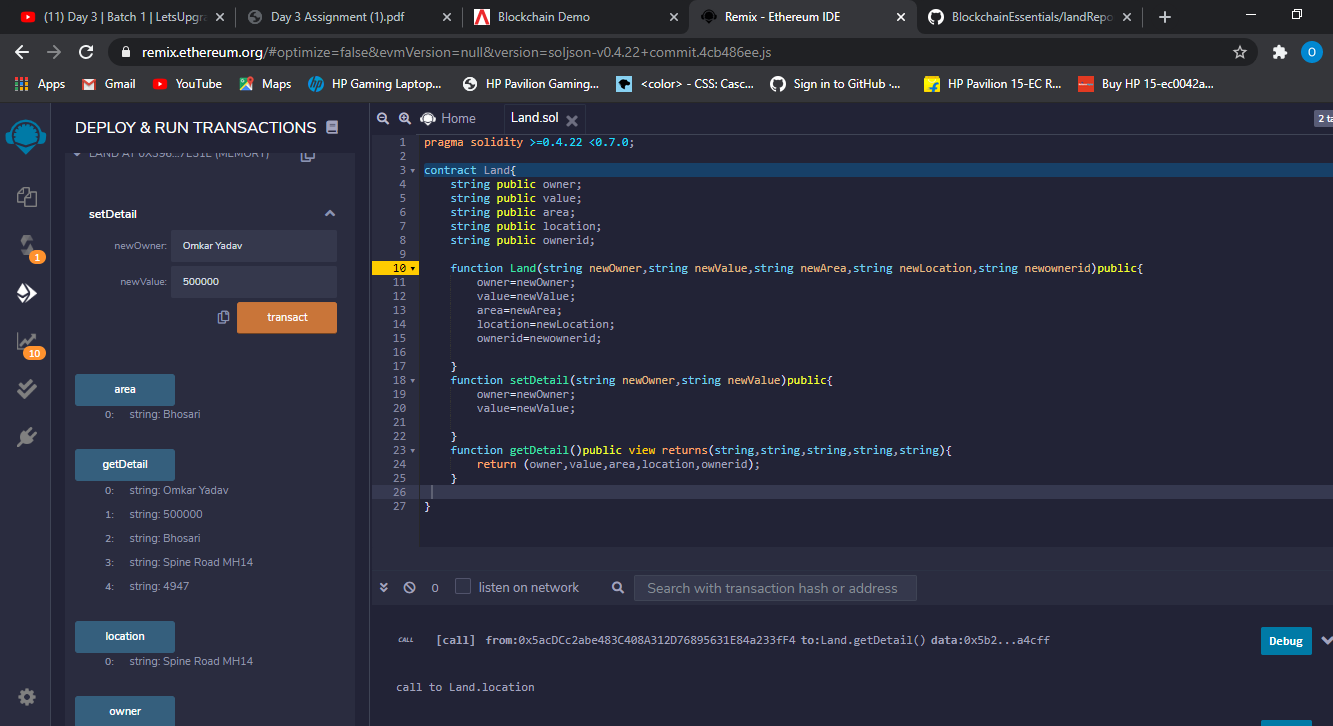 (11) Day 3 | Batch 1 | LetsUpgra
Day 3 Assignment (1).pdf
Blockchain Demo
Remix - Ethereum IDE
BlockchainEssentials/landRepo
remix.ethereum.org/#optimize=false&evmVersion=null&version=soljson-v0.4.22+commit.4cb486ee.js
O
Apps
Gmail
YouTube
Maps
HP Gaming Laptop...
HP Pavilion Gaming...
<color> - CSS: Casc...
Sign in to GitHub ·...
HP Pavilion 15-EC R...
Buy HP 15-ec0042a...
DEPLOY & RUN TRANSACTIONS
setDetail
newOwner: Omkar Yadav
newValue: 500000
transact
area
0: string: Bhosari
getDetail
0: string: Omkar Yadav
1: string: 500000
2: string: Bhosari
3: string: Spine Road MH14
4: string: 4947
location
0: string: Spine Road MH14
owner
1
10
Home
Land.sol
2 ta
1 pragma solidity >=0.4.22 <0.7.0;
2
3 contract Land{
4 string public owner;
5 string public value;
6 string public area;
7 string public location;
8 string public ownerid;
9
10 function Land(string newOwner,string newValue,string newArea,string newLocation,string newownerid)public{
11 owner=newOwner;
12 value=newValue;
13 area=newArea;
14 location=newLocation;
15 ownerid=newownerid;
16
17 }
18 function setDetail(string newOwner,string newValue)public{
19 owner=newOwner;
20 value=newValue;
21
22 }
23 function getDetail()public view returns(string,string,string,string,string){
24 return (owner,value,area,location,ownerid);
25 }
26
27 }
0 listen on network Search with transaction hash or address
CALL [call] from:0x5acDCc2abe483C408A312D76895631E84a233fF4 to:Land.getDetail() data:0x5b2...a4cff Debug
call to Land.location